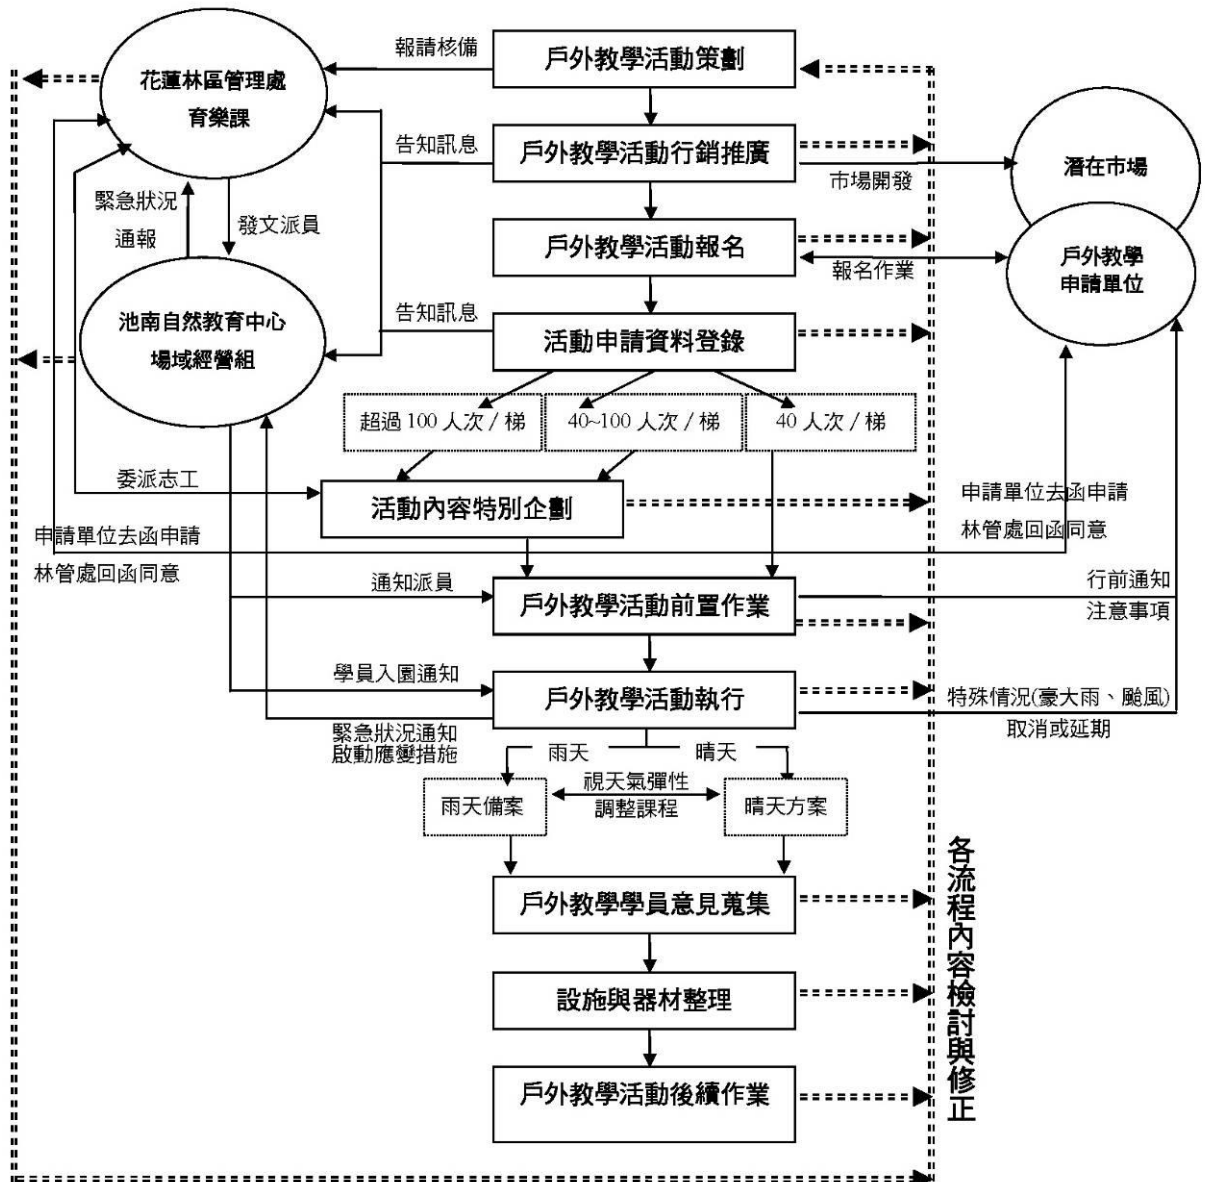 報請核備
戶外教學活動策劃
花蓮林區管理處
育樂課
告知訊息
戶外教學活動行銷推廣
市場開發
潛在市場
緊急狀況
通報
發文派員
戶外教學活動報名
報名作業
戶外教學
申請單位
池南自然教育中心
場域經營組
告知訊息
活動申請資料登錄
超過 100 人次 / 梯
40~100 人次 / 梯
40 人次 / 梯
委派志工
活動內容特別企劃
申請單位去函申請
林管處回函同意
申請單位去函申請
林管處回函同意
通知派員
戶外教學活動前置作業
行前通知
注意事項
學員入園通知
戶外教學活動執行
特殊情況(豪大雨、颱風)
取消或延期
緊急狀況通知
啟動應變措施
雨天
晴天
雨天備案
視天氣彈性
調整課程
晴天方案
戶外教學學員意見蒐集
設施與器材整理
戶外教學活動後續作業
各流程內容檢討與修正